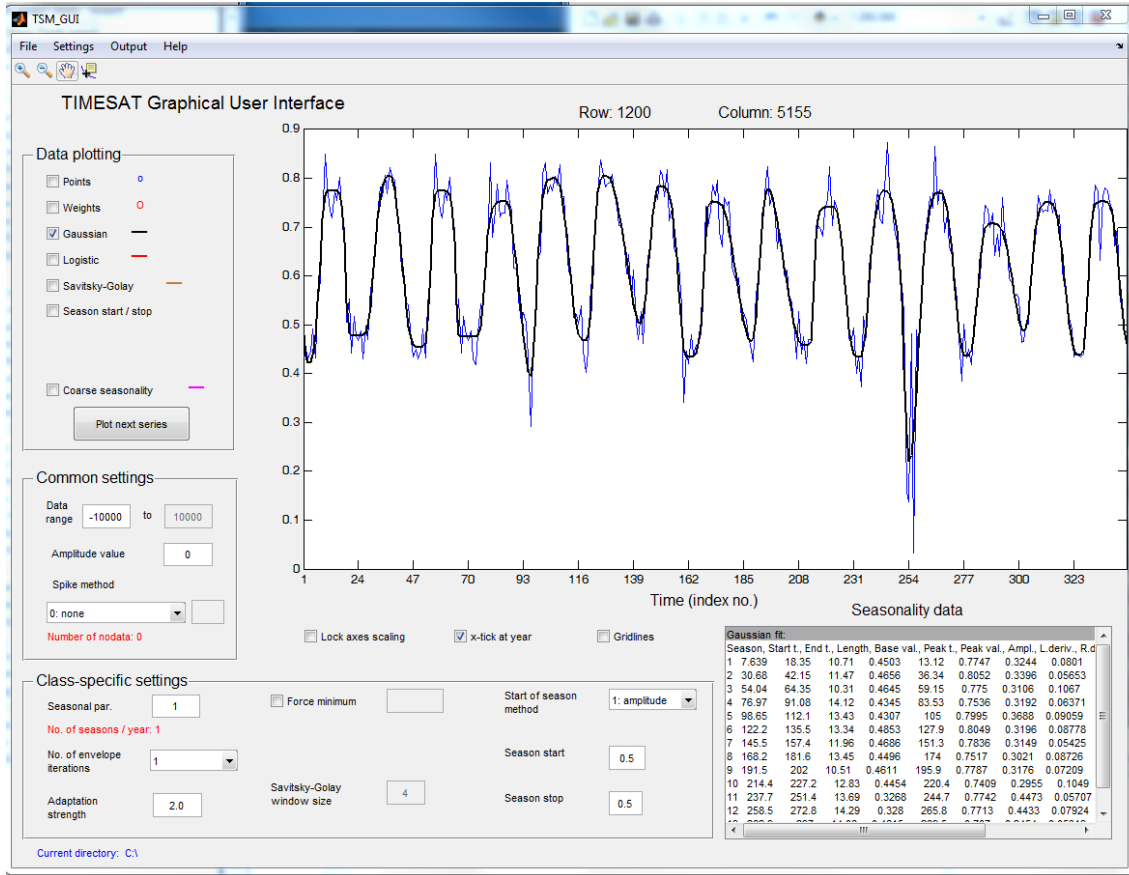 TSM_GUI
File Settings Output Help
TIMESAT Graphical User Interface
Row: 1200 Column: 5155
Data plotting
Points
Weights
Gaussian
Logistic
Savitsky-Golay
Season start / stop
Coarse seasonality
Plot next series
0.9
0.8
0.7
0.6
0.5
0.4
0.3
0.2
0.1
0
1 24 47 70 93 116 139 162 185 208 231 254 277 300 323
Time (index no.)
Common settings
Data range -10000 to 10000
Amplitude value 0
Spike method
0: none
Number of nodata: 0
Lock axes scaling x-tick at year Gridlines
Class-specific settings
Seasonal par. 1
No. of seasons / year: 1
No. of envelope iterations 1
Adaptation strength 2.0
Force minimum
Savitsky-Golay window size 4
Start of season method 1: amplitude
Season start 0.5
Season stop 0.5
Seasonality data
Gaussian fit:
Season, Start t., End t., Length, Base val., Peak t., Peak val., Ampl., L.deriv., R.d
1 7.639 18.35 10.71 0.4503 13.12 0.7747 0.3244 0.0801
2 30.68 42.15 11.47 0.4656 36.34 0.8052 0.3396 0.05653
3 54.04 64.35 10.31 0.4645 59.15 0.775 0.3106 0.1067
4 76.97 91.08 14.12 0.4345 83.53 0.7536 0.3192 0.06371
5 98.65 112.1 13.43 0.4307 105 0.7995 0.3688 0.09059
6 122.2 135.5 13.34 0.4853 127.9 0.8049 0.3196 0.08778
7 145.5 157.4 11.96 0.4686 151.3 0.7836 0.3149 0.05425
8 168.2 181.6 13.45 0.4496 174 0.7517 0.3021 0.08726
9 191.5 202 10.51 0.4611 195.9 0.7787 0.3176 0.07209
10 214.4 227.2 12.83 0.4454 220.4 0.7409 0.2955 0.1049
11 237.7 251.4 13.69 0.3268 244.7 0.7742 0.4473 0.05707
12 258.5 272.8 14.29 0.328 265.8 0.7713 0.4433 0.07924
Current directory: C:\